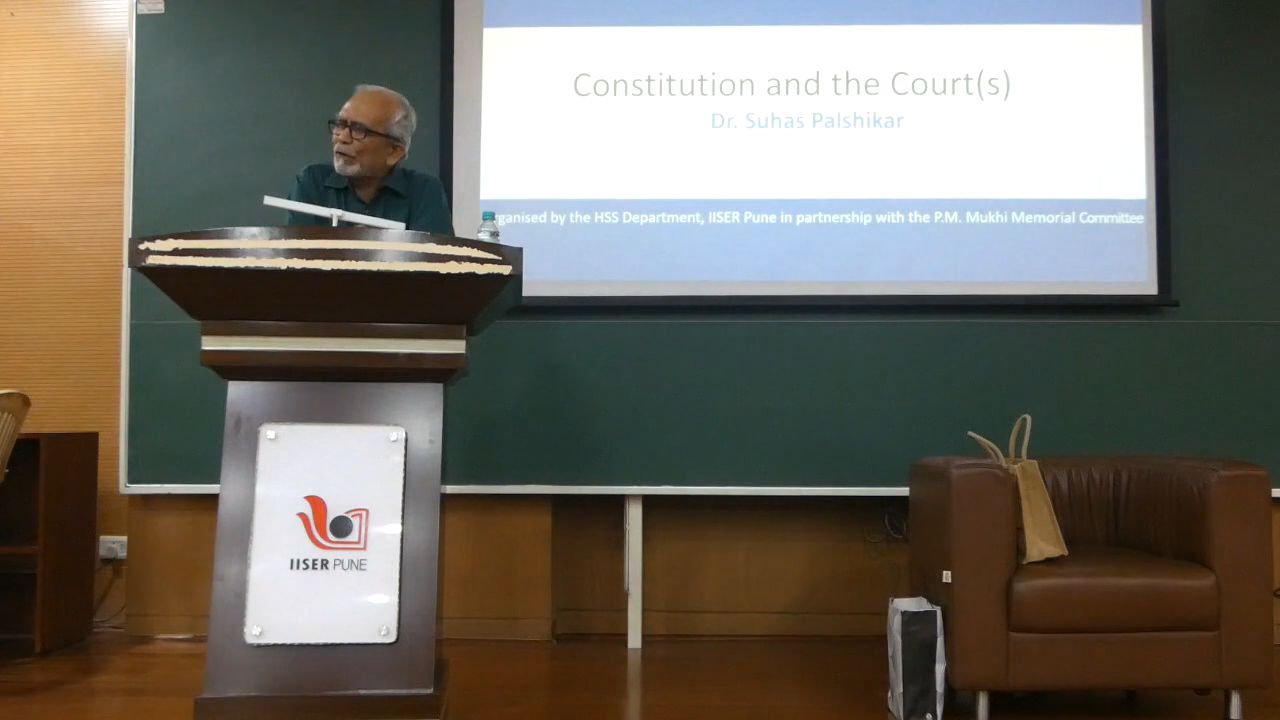 Constitution and the Court(s)
Dr. Suhas Palshikar
rganised by the HSS Department, IISER Pune in partnership with the P.M. Mukhi Memorial Committee
IISER PUNE